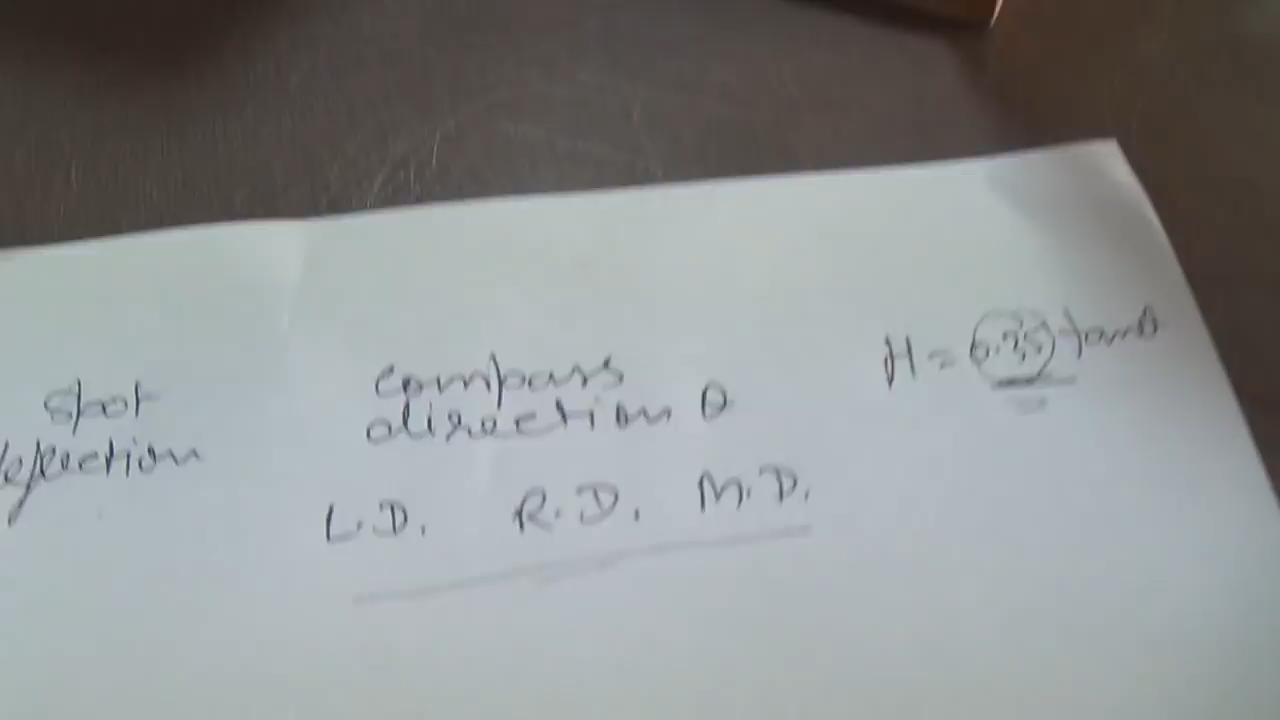 spot
deflection
compass
direction θ
L.D. R.D. M.D.
H = 0.35 tanθ